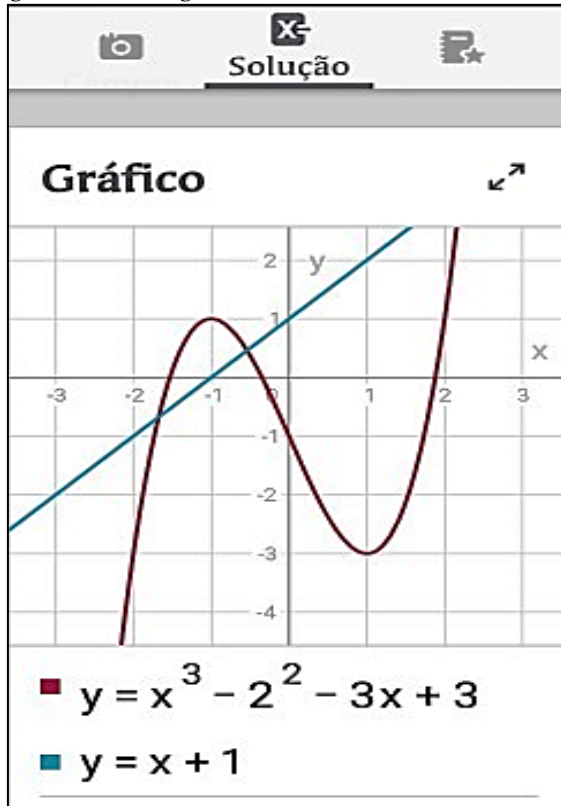 Solução
Gráfico
2
y
1
x
-3 -2 -1 0 1 2 3
-1
-2
-3
-4
y = x³ − 2² − 3x + 3
y = x + 1